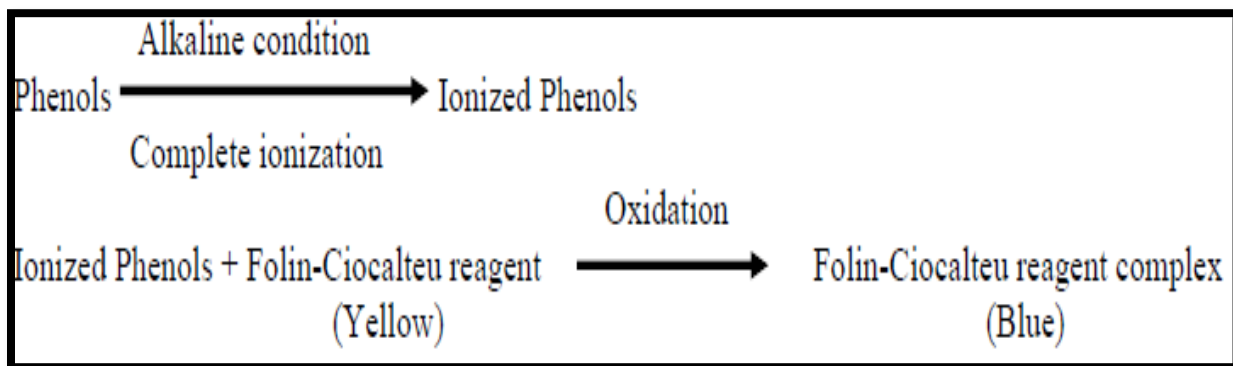 Alkaline condition
Phenols Ionized Phenols
Complete ionization
Oxidation
Ionized Phenols + Folin-Ciocalteu reagent Folin-Ciocalteu reagent complex
(Yellow) (Blue)